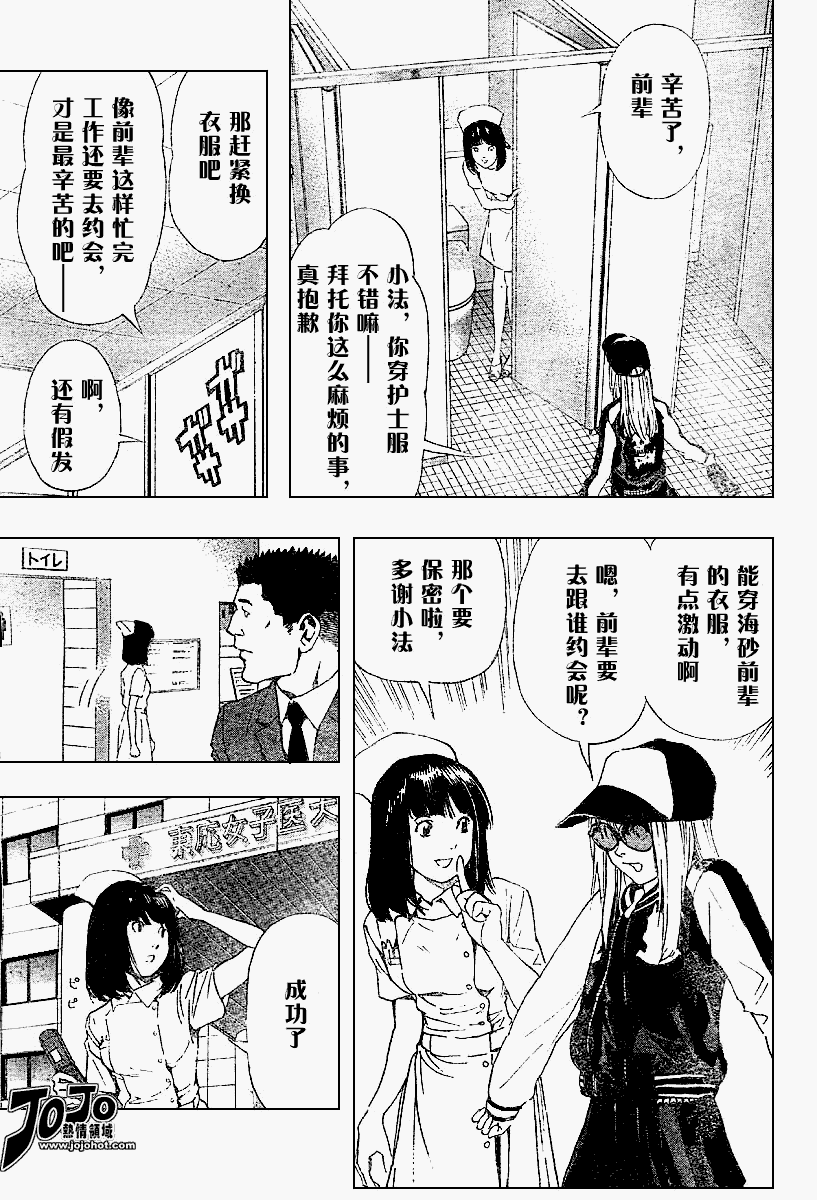 辛苦了，
前辈
小法，你穿护士服
不错嘛——
拜托你这么麻烦的事，
真抱歉
那赶紧换
衣服吧
像前辈这样忙完
工作还要去约会，
才是最辛苦的吧——
ガギ
ガギ
啊，
还有假发
能穿海砂前辈
的衣服，
有点激动啊
嗯，前辈要
去跟谁约会呢？
那个要
保密啦，
多谢小法
トイレ
東応女子医大
成功了
JOJO
熱情領域
www.jojohot.com